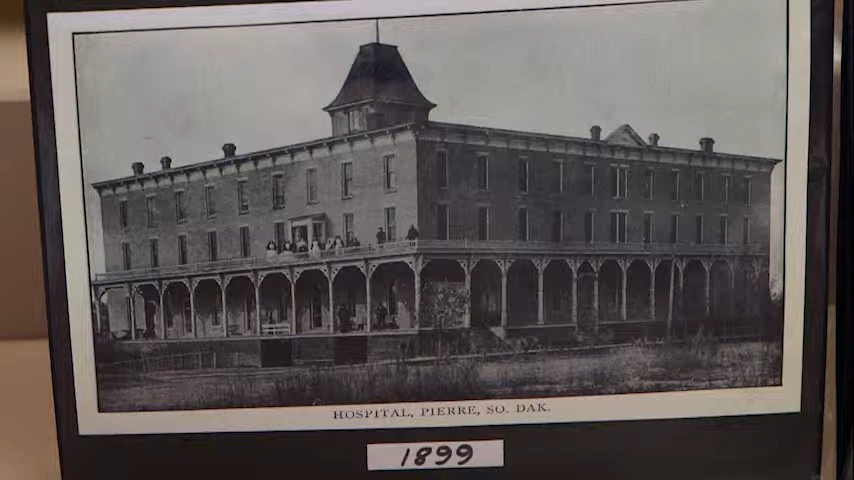 HOSPITAL, PIERRE, SO. DAK.
1899